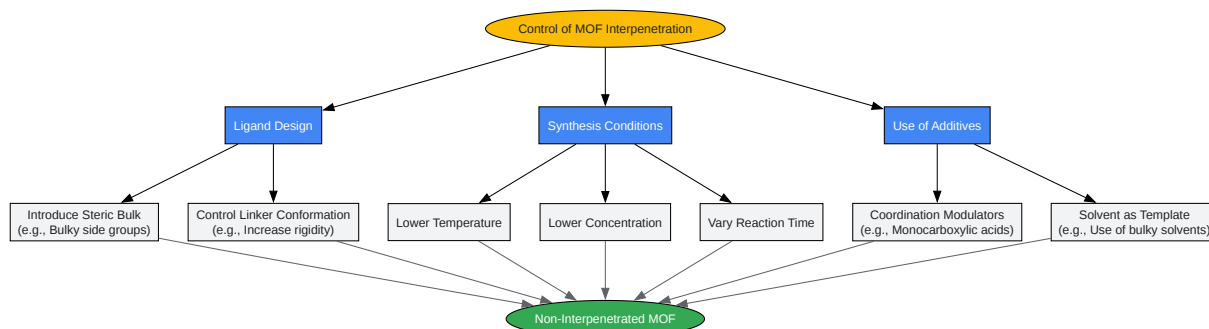 Control of MOF Interpenetration
Ligand Design
Synthesis Conditions
Use of Additives
Introduce Steric Bulk
(e.g., Bulky side groups)
Control Linker Conformation
(e.g., Increase rigidity)
Lower Temperature
Lower Concentration
Vary Reaction Time
Coordination Modulators
(e.g., Monocarboxylic acids)
Solvent as Template
(e.g., Use of bulky solvents)
Non-Interpenetrated MOF